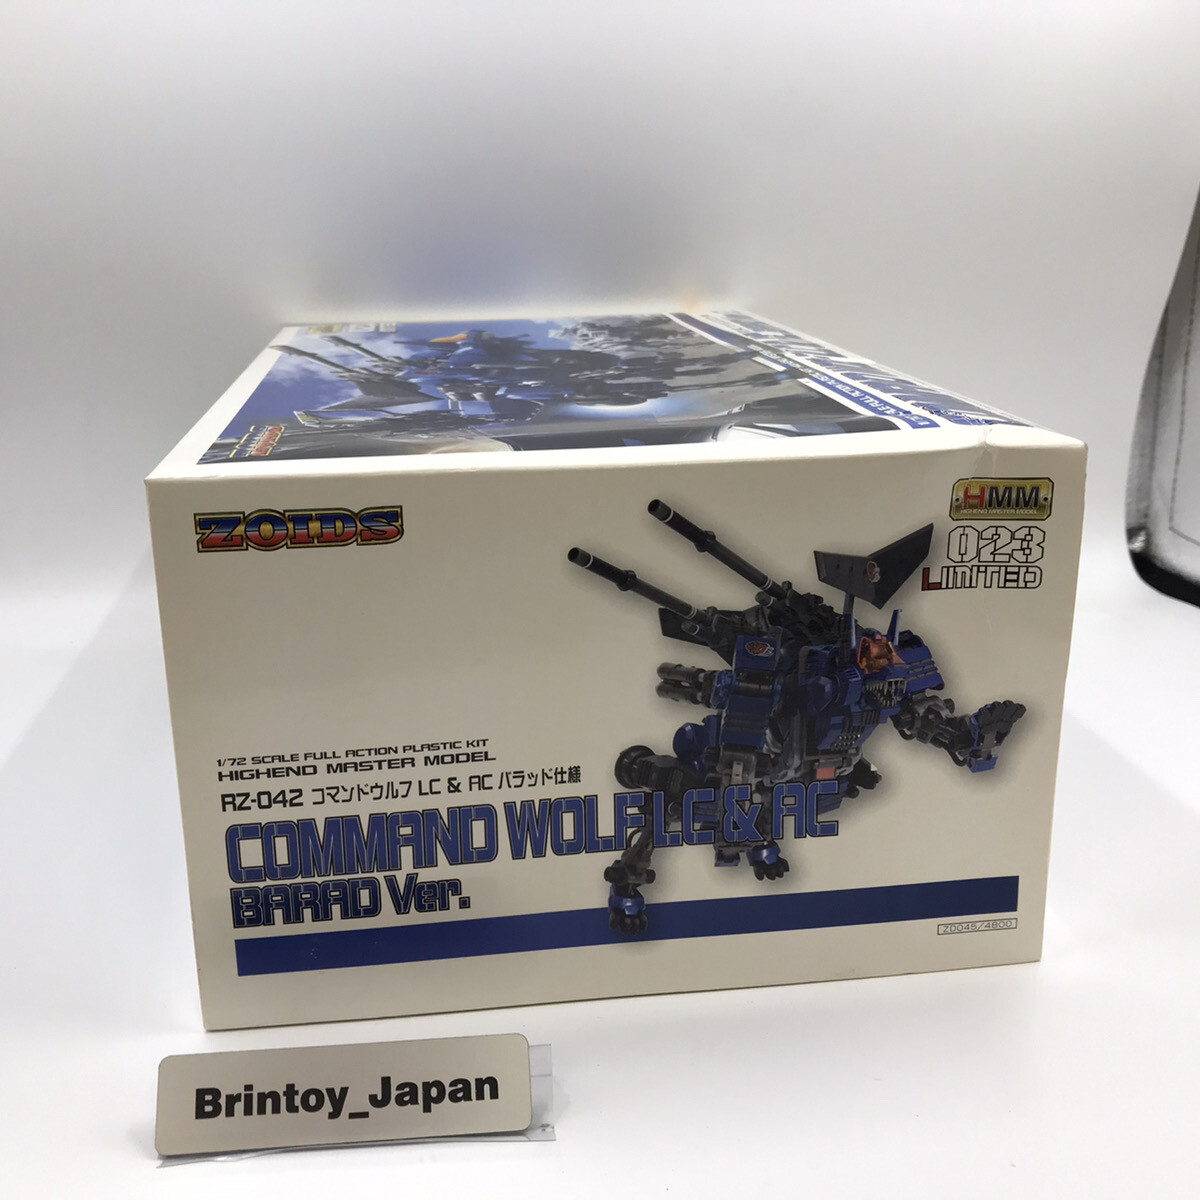 ZOIDS
HMM
HIGHEND MASTER MODEL
023
LIMITED
1/72 SCALE FULL ACTION PLASTIC KIT
HIGHEND MASTER MODEL
RZ-042 コマンドウルフ LC & AC バラッド仕様
COMMAND WOLF LC & AC
BARAD Ver.
ZD045/4800
Brintoy_Japan